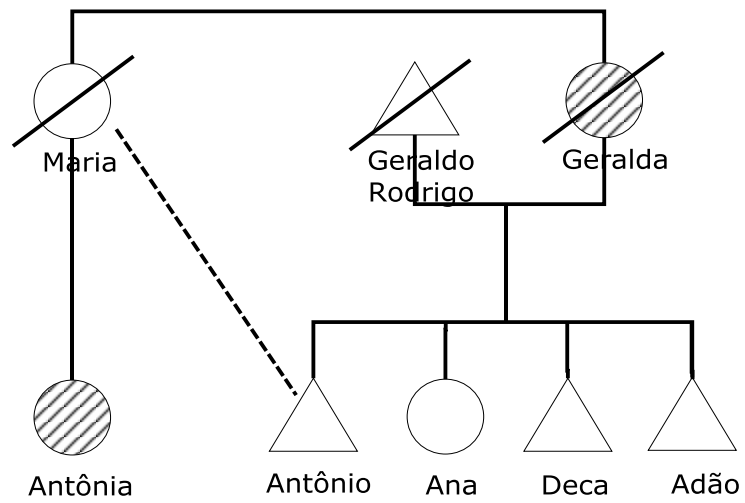 Maria
Geraldo
Rodrigo
Geralda
Antônia
Antônio
Ana
Deca
Adão